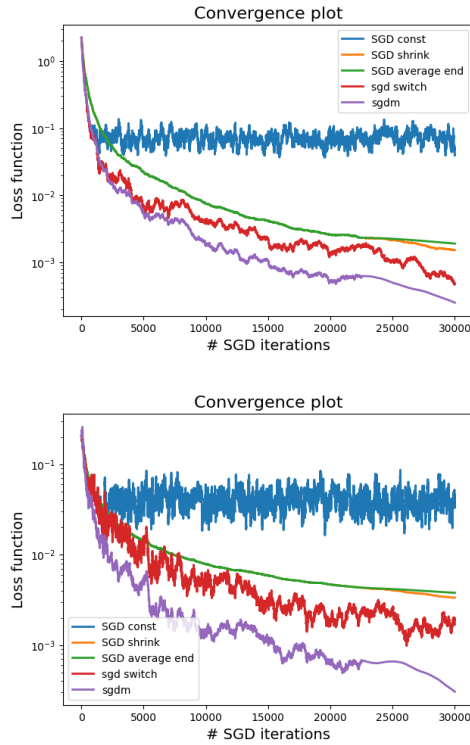 Convergence plot
Loss function
10⁰
10⁻¹
10⁻²
10⁻³
SGD const
SGD shrink
SGD average end
sgd switch
sgdm
0 5000 10000 15000 20000 25000 30000
# SGD iterations
Convergence plot
Loss function
10⁻¹
10⁻²
10⁻³
SGD const
SGD shrink
SGD average end
sgd switch
sgdm
0 5000 10000 15000 20000 25000 30000
# SGD iterations